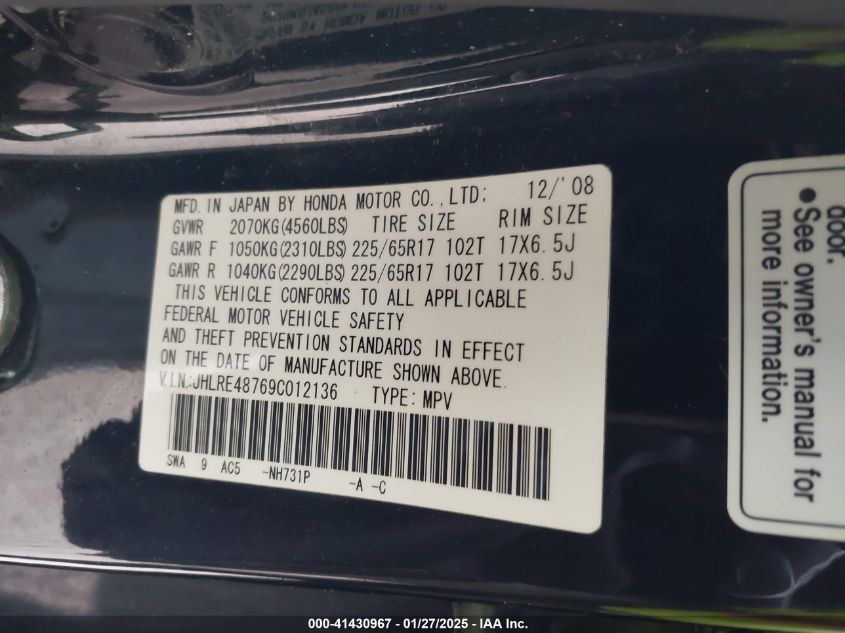 MFD. IN JAPAN BY HONDA MOTOR CO.,LTD; 12/'08
GVWR 2070KG(4560LBS) TIRE SIZE RIM SIZE
GAWR F 1050KG(2310LBS) 225/65R17 102T 17X6.5J
GAWR R 1040KG(2290LBS) 225/65R17 102T 17X6.5J
THIS VEHICLE CONFORMS TO ALL APPLICABLE
FEDERAL MOTOR VEHICLE SAFETY
AND THEFT PREVENTION STANDARDS IN EFFECT
ON THE DATE OF MANUFACTURE SHOWN ABOVE.
V.I.N.:JHLRE48769C012136 TYPE: MPV
SWA 9 AC5 -NH731P -A -C
door.
● See owner's manual for
more information.
000-41430967 — 01/27/2025 — IAA Inc.